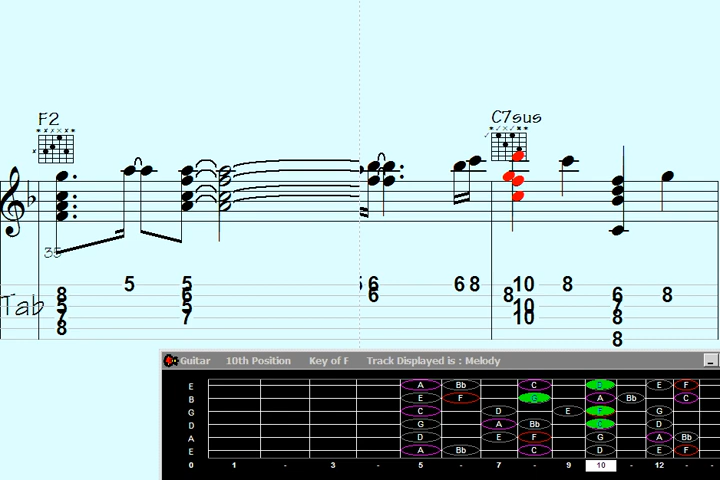 F2
C7sus
35
5 5 6 6 8 10 8
8 6 6 8 6 8
Tab 5 5 10 7
7 7 10 8
8
8
Guitar 10th Position Key of F Track Displayed is : Melody
E A Bb C D E F
B E F G A Bb C
G C D E F G
D G A Bb C D
A D E F G A Bb
E A Bb C D E F
0 1 - 3 - 5 - 7 - 9 10 - 12 - -